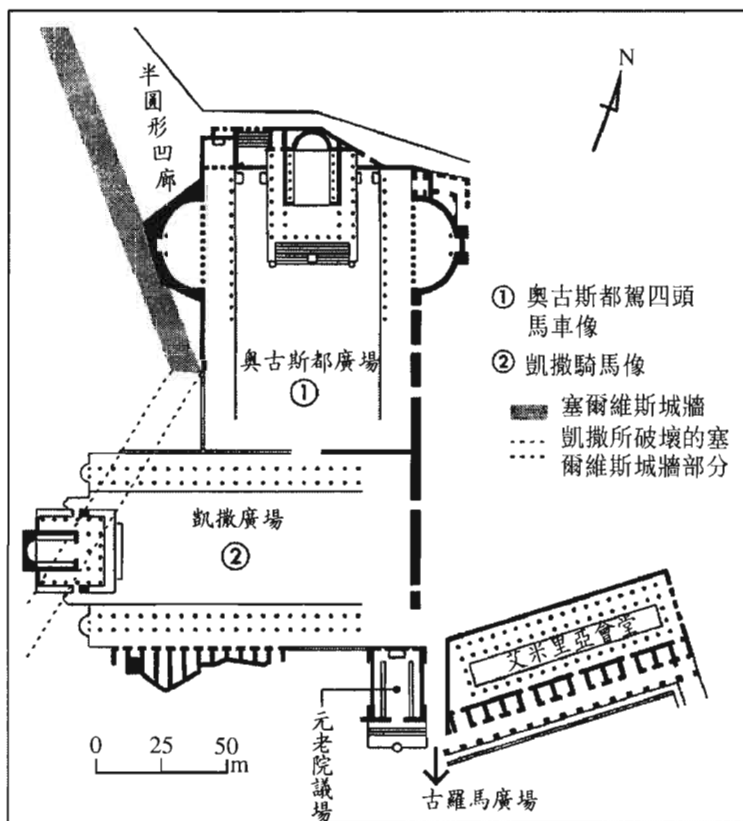 N
半圓形凹廊
① 奧古斯都駕四頭
馬車像
② 凱撒騎馬像
塞爾維斯城牆
凱撒所破壞的塞
爾維斯城牆部分
奧古斯都廣場
①
凱撒廣場
②
艾米里亞會堂
元老院議場
古羅馬廣場
0 25 50
m